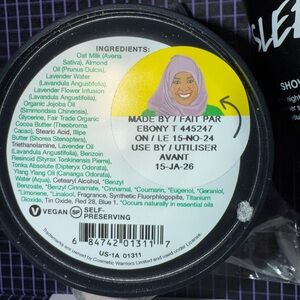 INGREDIENTS:
Oat Milk (Avena
Sativa), Almond
Oil (Prunus Dulcis),
Lavender Water
(Lavandula Angustifolia),
Lavender Flower Infusion
(Lavandula Angustifolia),
Organic Jojoba Oil
(Simmondsia Chinensis),
Glycerine, Fair Trade Organic
Cocoa Butter (Theobroma
Cacao), Stearic Acid, Illipe
Butter (Shorea Stenoptera),
Triethanolamine, Lavender Oil
(Lavandula Angustifolia), Benzoin
Resinoid (Styrax Tonkinensis Pierre),
Tonka Absolute (Dipteryx Odorata),
Ylang Ylang Oil (Cananga Odorata),
Water (Aqua), Cetearyl Alcohol, *Benzyl
Benzoate, *Benzyl Cinnamate, *Cinnamal, *Coumarin, *Eugenol, *Geraniol,
*Limonene, *Linalool, Fragrance, Synthetic Fluorphlogopite, Titanium
Dioxide, Tin Oxide, Red 28, Blue 1. *Occurs naturally in essential oils.
MADE BY / FAIT PAR
EBONY T 445247
ON / LE 15-NO-24
USE BY / UTILISER
AVANT
15-JA-26
V VEGAN SP SELF-
PRESERVING
6 84742 01311 7
US-1A 01311
SLE
SHOW